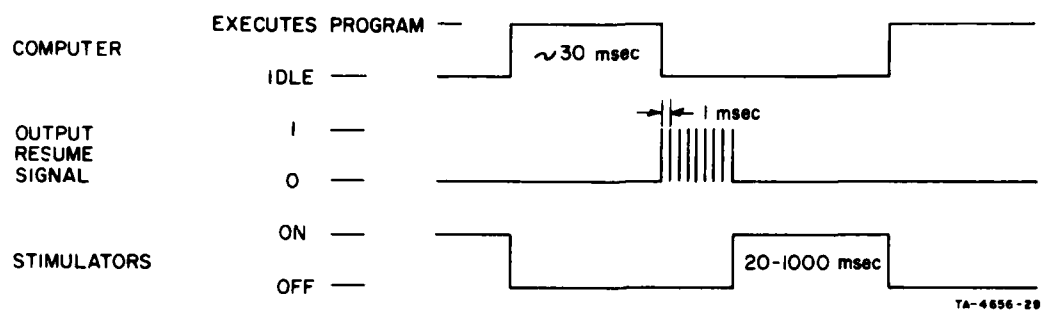 EXECUTES PROGRAM
COMPUTER
~30 msec
IDLE
1 msec
OUTPUT
RESUME
SIGNAL
1
0
ON
STIMULATORS
20-1000 msec
OFF
TA-4656-29